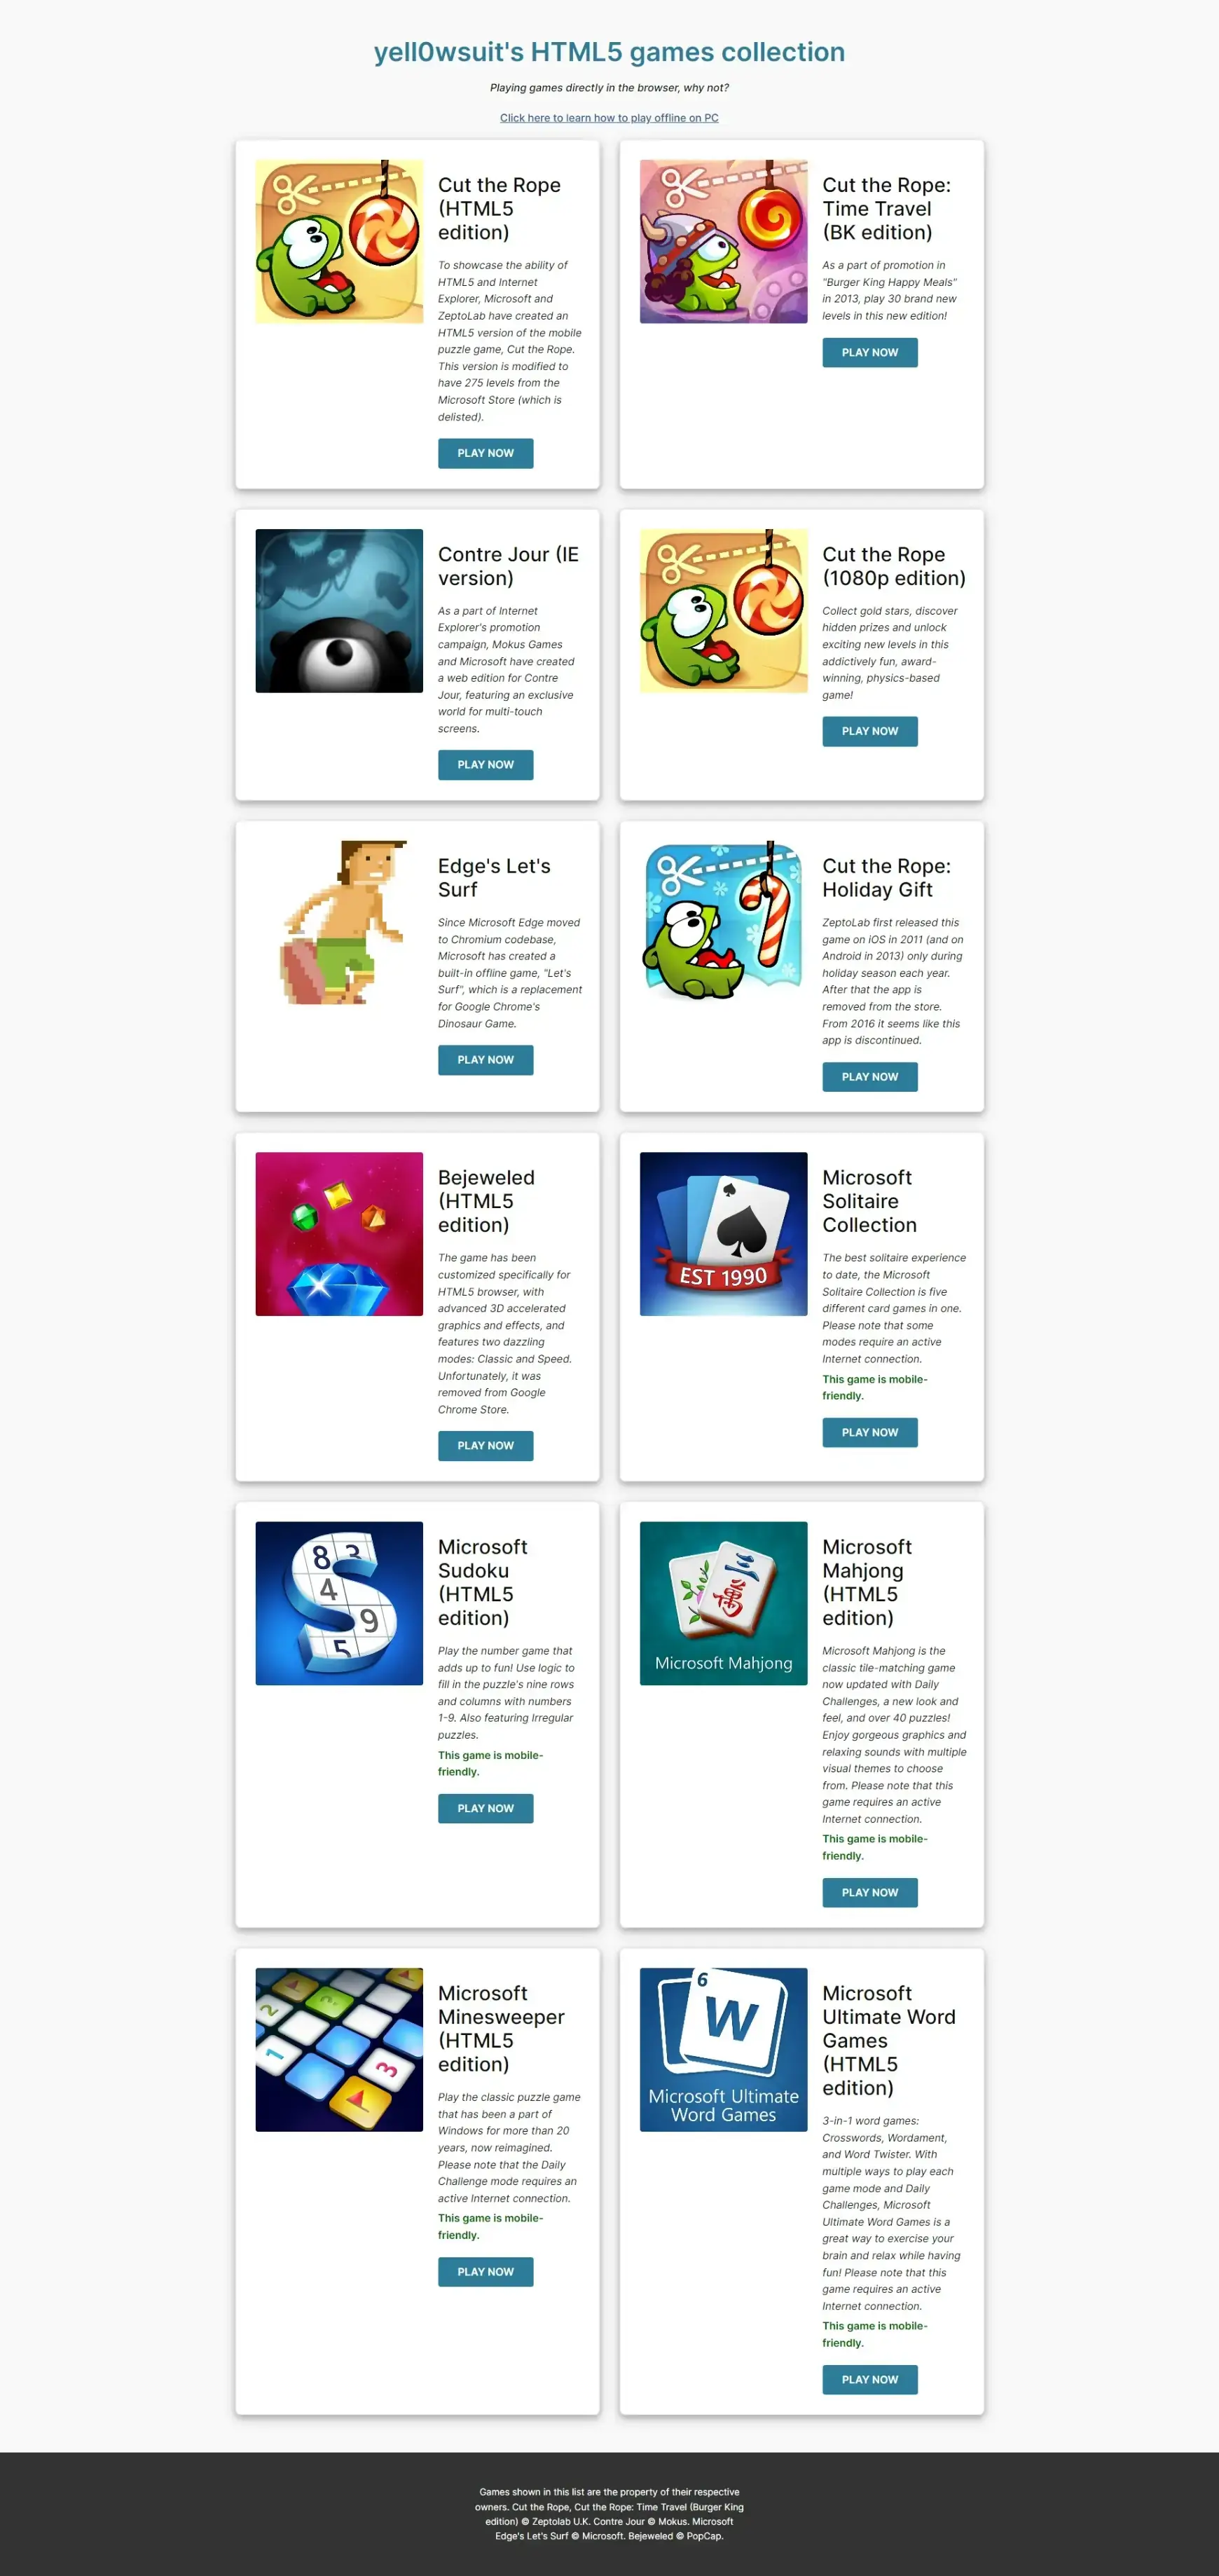 yell0wsuit's HTML5 games collection
Playing games directly in the browser, why not?
Click here to learn how to play offline on PC
Cut the Rope
(HTML5
edition)
To showcase the ability of
HTML5 and Internet
Explorer, Microsoft and
ZeptoLab have created an
HTML5 version of the mobile
puzzle game, Cut the Rope.
This version is modified to
have 275 levels from the
Microsoft Store (which is
delisted).
PLAY NOW
Cut the Rope:
Time Travel
(BK edition)
As a part of promotion in
"Burger King Happy Meals"
in 2013, play 30 brand new
levels in this new edition!
PLAY NOW
Contre Jour (IE
version)
As a part of Internet
Explorer's promotion
campaign, Mokus Games
and Microsoft have created
a web edition for Contre
Jour, featuring an exclusive
world for multi-touch
screens.
PLAY NOW
Cut the Rope
(1080p edition)
Collect gold stars, discover
hidden prizes and unlock
exciting new levels in this
addictively fun, award-
winning, physics-based
game!
PLAY NOW
Edge's Let's
Surf
Since Microsoft Edge moved
to Chromium codebase,
Microsoft has created a
built-in offline game, "Let's
Surf", which is a replacement
for Google Chrome's
Dinosaur Game.
PLAY NOW
Cut the Rope:
Holiday Gift
ZeptoLab first released this
game on iOS in 2011 (and on
Android in 2013) only during
holiday season each year.
After that the app is
removed from the store.
From 2016 it seems like this
app is discontinued.
PLAY NOW
Bejeweled
(HTML5
edition)
The game has been
customized specifically for
HTML5 browser, with
advanced 3D accelerated
graphics and effects, and
features two dazzling
modes: Classic and Speed.
Unfortunately, it was
removed from Google
Chrome Store.
PLAY NOW
EST 1990
Microsoft
Solitaire
Collection
The best solitaire experience
to date, the Microsoft
Solitaire Collection is five
different card games in one.
Please note that some
modes require an active
Internet connection.
This game is mobile-
friendly.
PLAY NOW
8 3
4
9
5
Microsoft
Sudoku
(HTML5
edition)
Play the number game that
adds up to fun! Use logic to
fill in the puzzle's nine rows
and columns with numbers
1-9. Also featuring Irregular
puzzles.
This game is mobile-
friendly.
PLAY NOW
三
萬
Microsoft Mahjong
Microsoft
Mahjong
(HTML5
edition)
Microsoft Mahjong is the
classic tile-matching game
now updated with Daily
Challenges, a new look and
feel, and over 40 puzzles!
Enjoy gorgeous graphics and
relaxing sounds with multiple
visual themes to choose
from. Please note that this
game requires an active
Internet connection.
This game is mobile-
friendly.
PLAY NOW
2 ?
1
3
Microsoft
Minesweeper
(HTML5
edition)
Play the classic puzzle game
that has been a part of
Windows for more than 20
years, now reimagined.
Please note that the Daily
Challenge mode requires an
active Internet connection.
This game is mobile-
friendly.
PLAY NOW
6
W
Microsoft Ultimate
Word Games
Microsoft
Ultimate Word
Games
(HTML5
edition)
3-in-1 word games:
Crosswords, Wordament,
and Word Twister. With
multiple ways to play each
game mode and Daily
Challenges, Microsoft
Ultimate Word Games is a
great way to exercise your
brain and relax while having
fun! Please note that this
game requires an active
Internet connection.
This game is mobile-
friendly.
PLAY NOW
Games shown in this list are the property of their respective
owners. Cut the Rope, Cut the Rope: Time Travel (Burger King
edition) © Zeptolab U.K. Contre Jour © Mokus. Microsoft
Edge's Let's Surf © Microsoft. Bejeweled © PopCap.